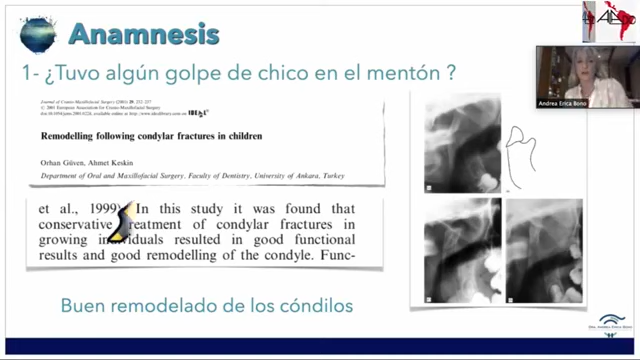 Anamnesis
1- ¿Tuvo algún golpe de chico en el mentón ?
Journal of Cranio-Maxillofacial Surgery (2001) 29, 232–237
© 2001 European Association for Cranio-Maxillofacial Surgery
Remodelling following condylar fractures in children
Orhan Güven, Ahmet Keskin
Department of Oral and Maxillofacial Surgery, Faculty of Dentistry, University of Ankara, Turkey
et al., 1999). In this study it was found that
conservative treatment of condylar fractures in
growing individuals resulted in good functional
results and good remodelling of the condyle. Func-
Buen remodelado de los cóndilos
Andrea Erica Bono